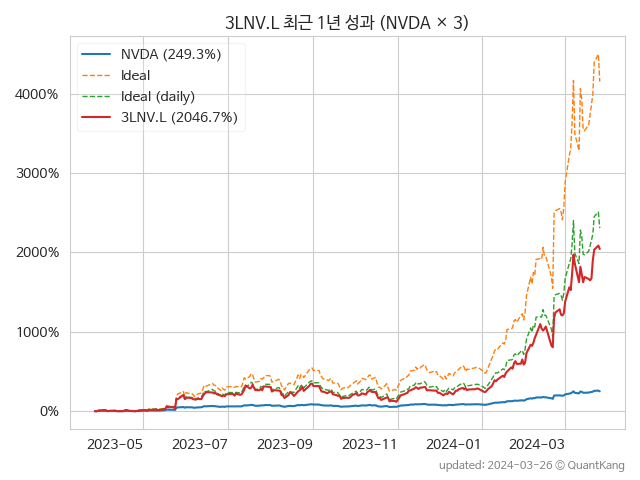 3LNV.L 최근 1년 성과 (NVDA × 3)
NVDA (249.3%)
Ideal
Ideal (daily)
3LNV.L (2046.7%)
4000%
3000%
2000%
1000%
0%
2023-05 2023-07 2023-09 2023-11 2024-01 2024-03
updated: 2024-03-26 © QuantKang